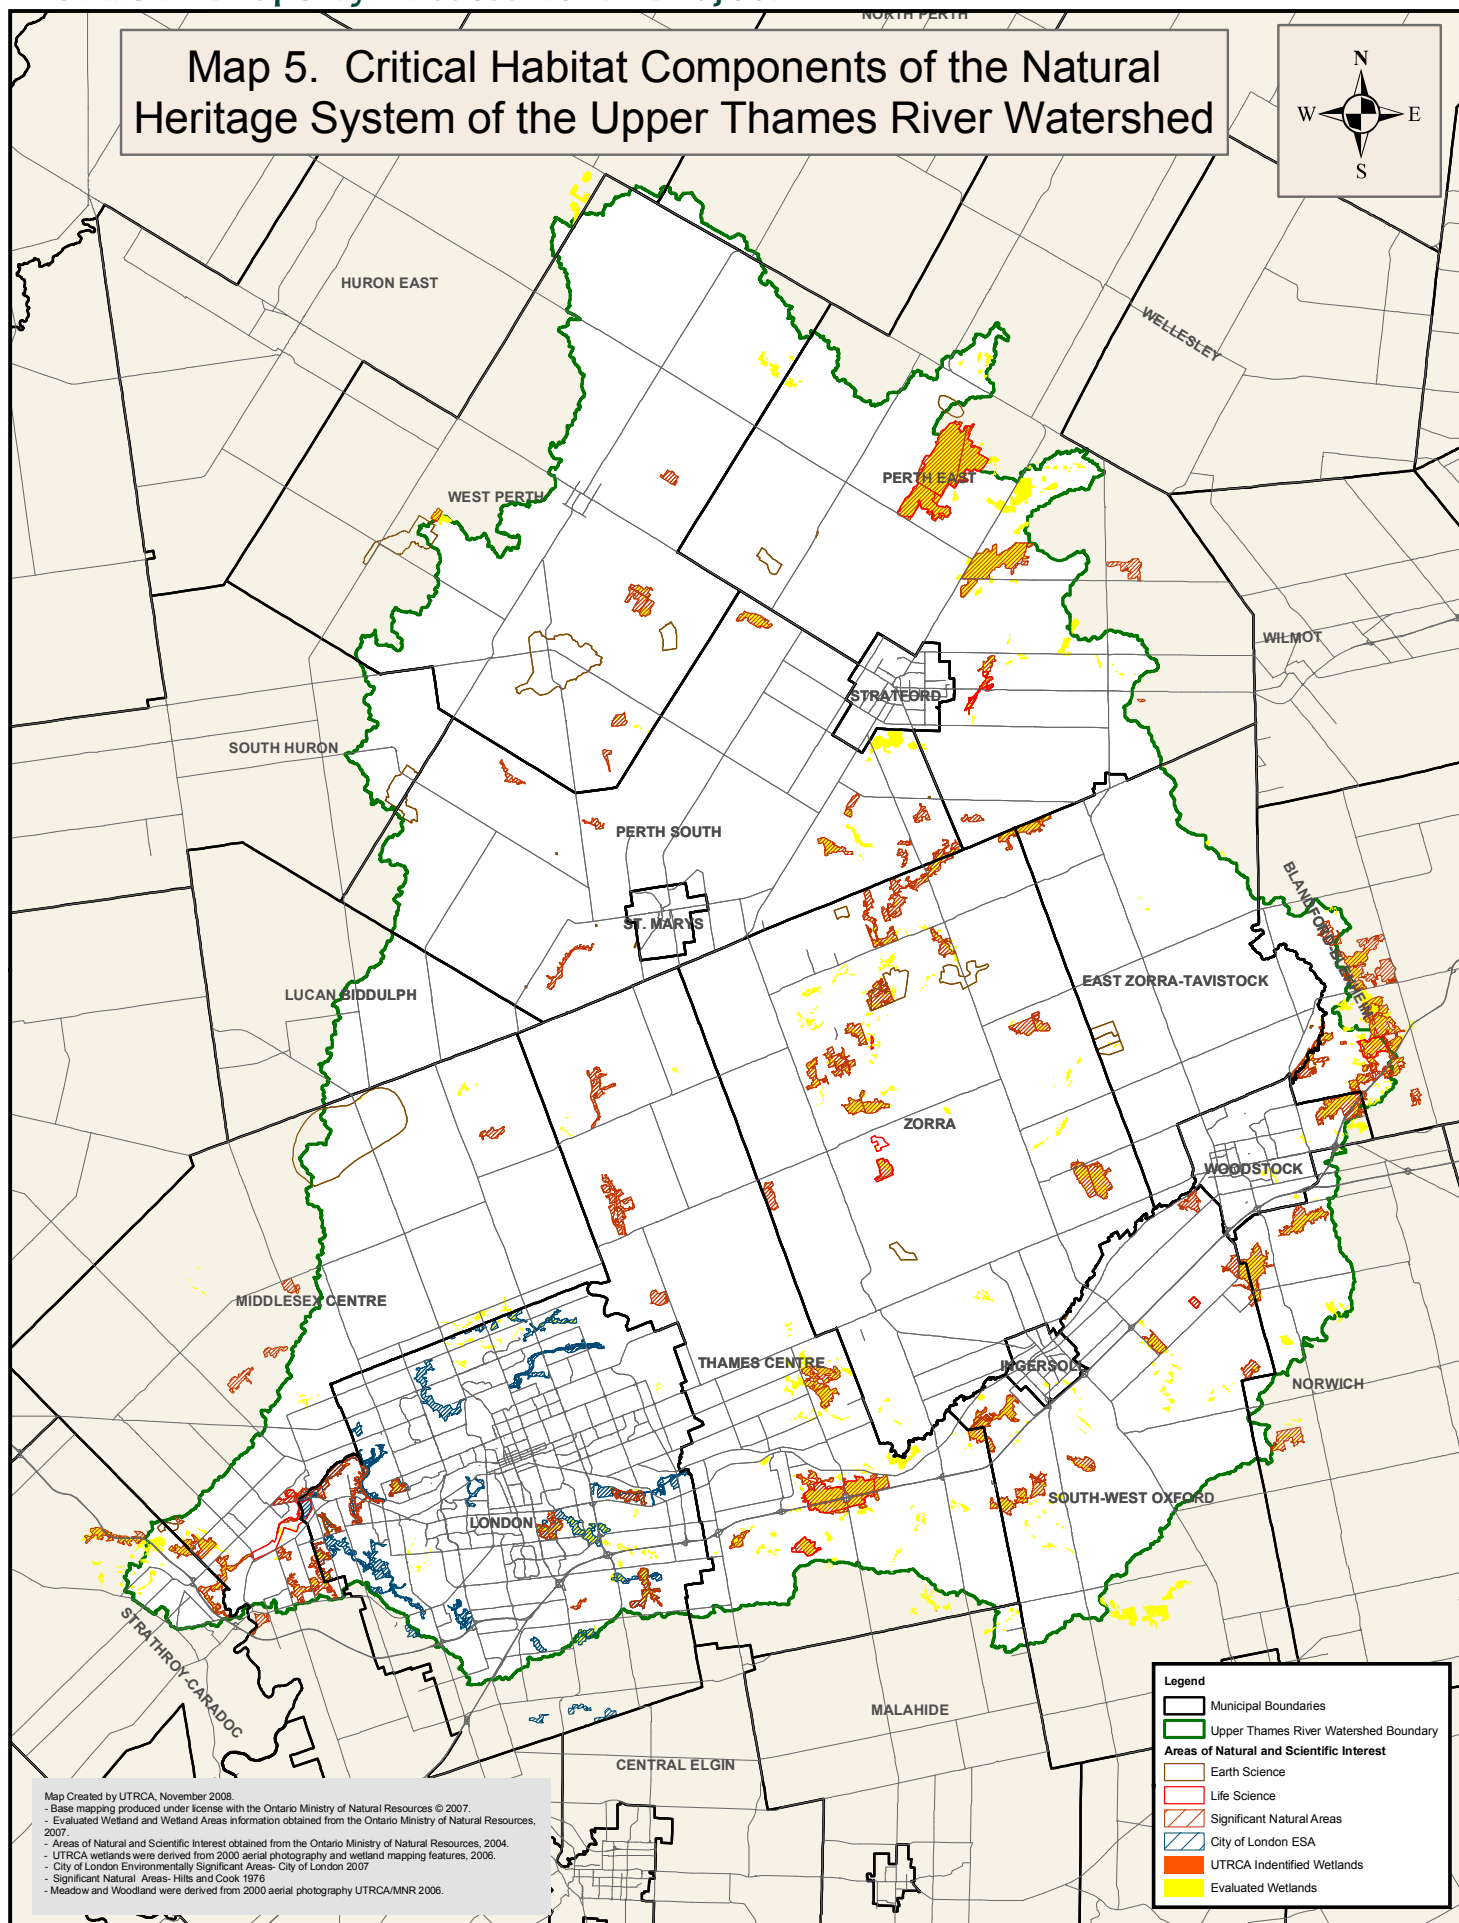 NORTH PERTH
Map 5. Critical Habitat Components of the Natural
Heritage System of the Upper Thames River Watershed
N
W E
S
HURON EAST
WELLESLEY
PERTH EAST
WEST PERTH
WILMOT
STRATFORD
SOUTH HURON
PERTH SOUTH
BLANDFORD-BLENHEIM
ST. MARYS
EAST ZORRA-TAVISTOCK
LUCAN BIDDULPH
ZORRA
WOODSTOCK
MIDDLESEX CENTRE
THAMES CENTRE
INGERSOLL
NORWICH
SOUTH-WEST OXFORD
LONDON
STRATHROY-CARADOC
MALAHIDE
CENTRAL ELGIN
Legend
Municipal Boundaries
Upper Thames River Watershed Boundary
Areas of Natural and Scientific Interest
Earth Science
Life Science
Significant Natural Areas
City of London ESA
UTRCA Indentified Wetlands
Evaluated Wetlands
Map Created by UTRCA, November 2008.
- Base mapping produced under license with the Ontario Ministry of Natural Resources © 2007.
- Evaluated Wetland and Wetland Areas information obtained from the Ontario Ministry of Natural Resources,
2007.
- Areas of Natural and Scientific Interest obtained from the Ontario Ministry of Natural Resources, 2004.
- UTRCA wetlands were derived from 2000 aerial photography and wetland mapping features, 2006.
- City of London Environmentally Significant Areas- City of London 2007
- Significant Natural Areas- Hilts and Cook 1976
- Meadow and Woodland were derived from 2000 aerial photography UTRCA/MNR 2006.